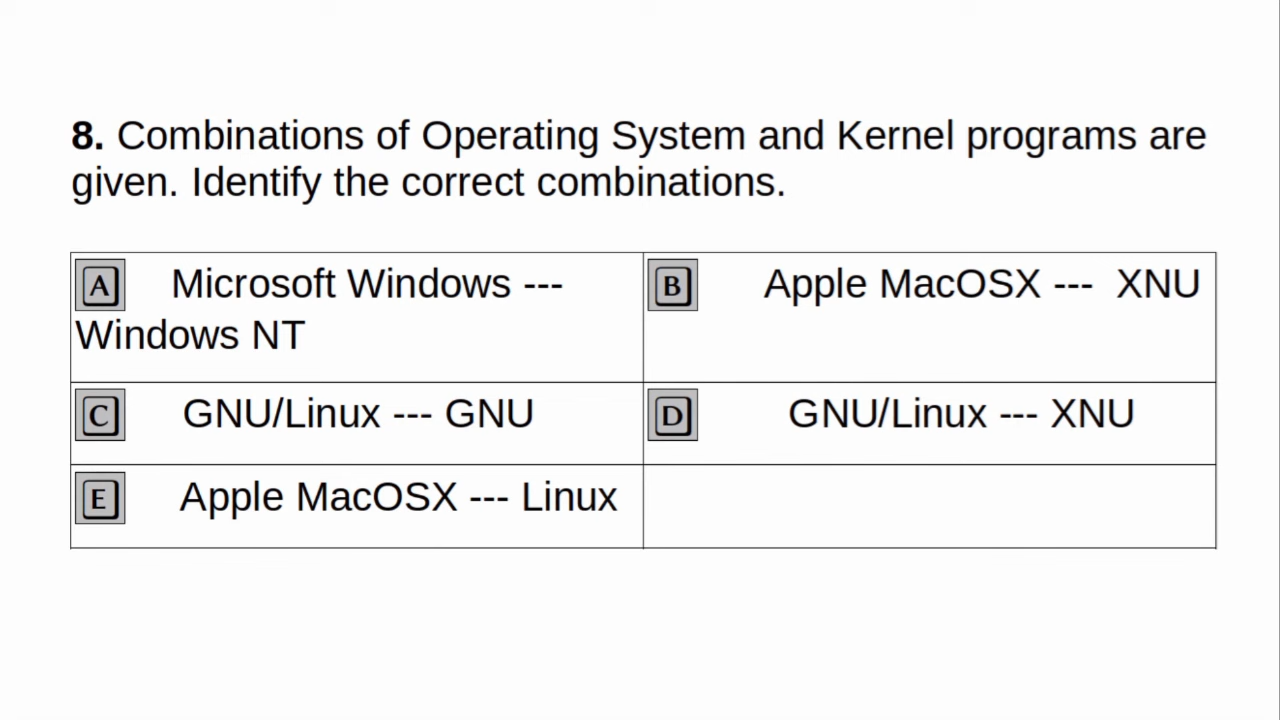 8. Combinations of Operating System and Kernel programs are
given. Identify the correct combinations.
A Microsoft Windows ---
Windows NT
B Apple MacOSX --- XNU
C GNU/Linux --- GNU
D GNU/Linux --- XNU
E Apple MacOSX --- Linux